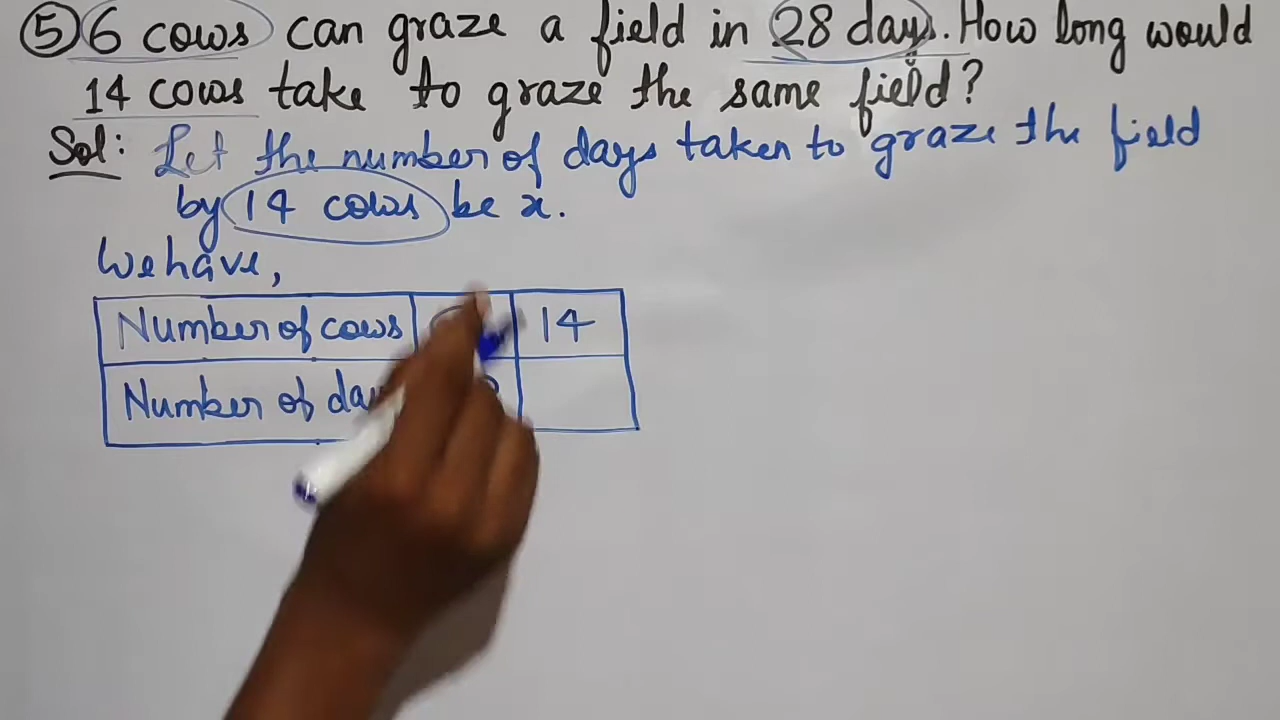 ⑤ 6 cows can graze a field in 28 days. How long would
14 cows take to graze the same field?
Sol: Let the number of days taken to graze the field
by 14 cows be x.
We have,
Number of cows 14
Number of